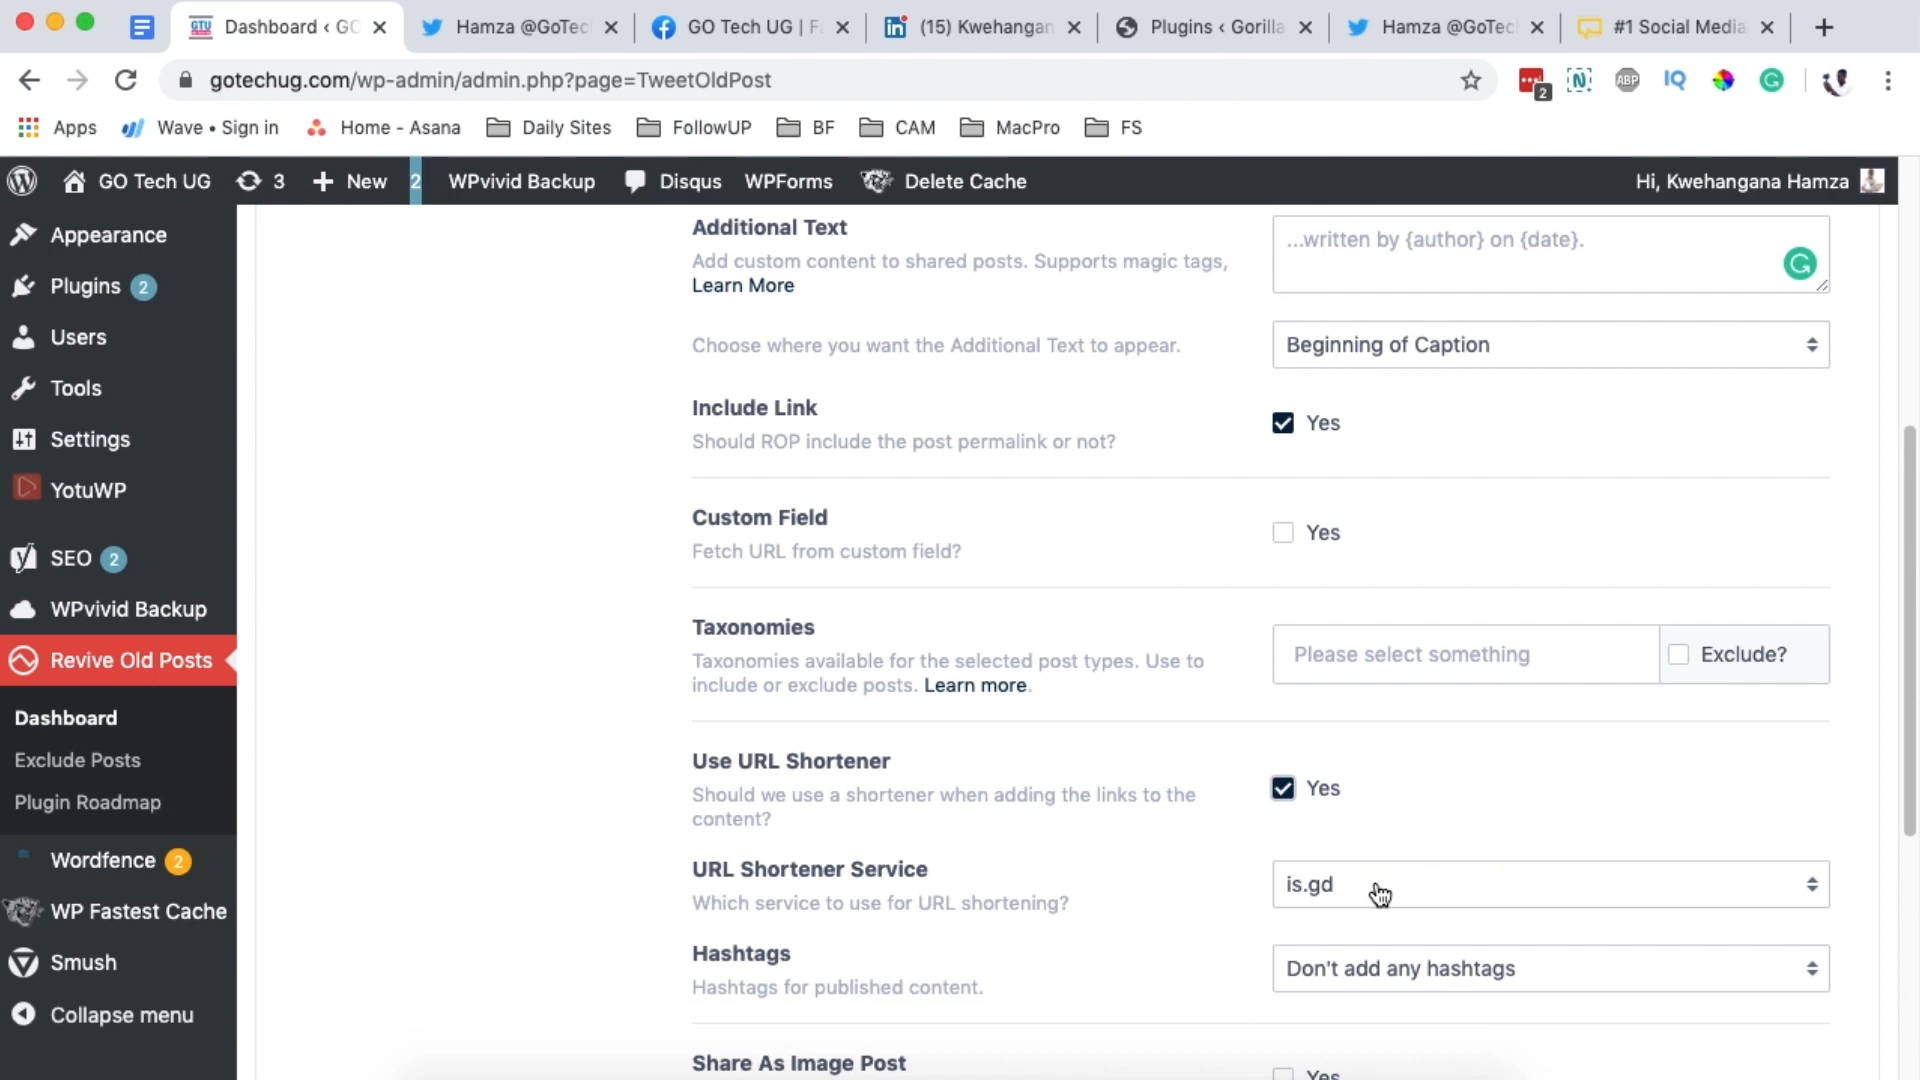 Dashboard ‹ GO
Hamza @GoTec
GO Tech UG | Fa
(15) Kwehangan
Plugins ‹ Gorilla
Hamza @GoTec
#1 Social Media
gotechug.com/wp-admin/admin.php?page=TweetOldPost
2
ABP
IQ
Apps
Wave • Sign in
Home - Asana
Daily Sites
FollowUP
BF
CAM
MacPro
FS
GO Tech UG
3
New
2
WPvivid Backup
Disqus
WPForms
Delete Cache
Hi, Kwehangana Hamza
Appearance
Plugins 2
Users
Tools
Settings
YotuWP
SEO 2
WPvivid Backup
Revive Old Posts
Dashboard
Exclude Posts
Plugin Roadmap
Wordfence 2
WP Fastest Cache
Smush
Collapse menu
Additional Text
Add custom content to shared posts. Supports magic tags,
Learn More
...written by {author} on {date}.
Choose where you want the Additional Text to appear.
Beginning of Caption
Include Link
Should ROP include the post permalink or not?
Yes
Custom Field
Fetch URL from custom field?
Yes
Taxonomies
Taxonomies available for the selected post types. Use to
include or exclude posts. Learn more.
Please select something
Exclude?
Use URL Shortener
Should we use a shortener when adding the links to the
content?
Yes
URL Shortener Service
Which service to use for URL shortening?
is.gd
Hashtags
Hashtags for published content.
Don't add any hashtags
Share As Image Post
Yes